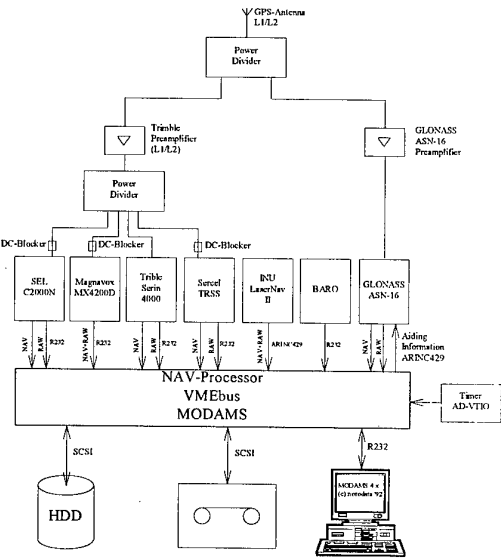 GPS-Antenna
L1/L2
Power
Divider
Trimble
Preamplifier
(L1/L2)
GLONASS
ASN-16
Preamplifier
Power
Divider
DC-Blocker
DC-Blocker
DC-Blocker
SEL
C2000N
Magnavox
MX4200D
Trible
Serin
4000
Sercel
TRSS
INU
LaserNav
II
BARO
GLONASS
ASN-16
NAV
RAW
R232
NAV+RAW
R232
NAV
RAW
R232
NAV
RAW
R232
NAV+RAW
ARINC429
R232
NAV
RAW
Aiding
Information
ARINC429
NAV-Processor
VMEbus
MODAMS
Timer
AD-VTIO
SCSI
SCSI
R232
HDD
MODAMS 4.x
(c) notodata '92